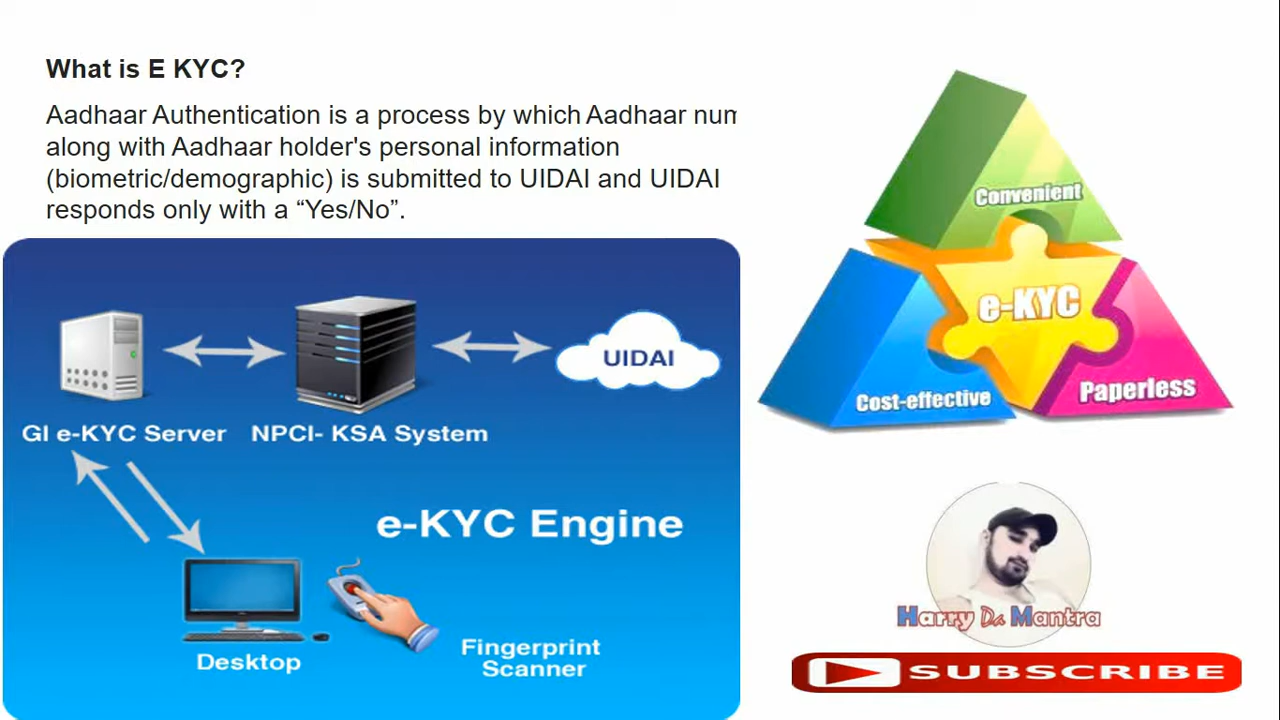 What is E KYC?
Aadhaar Authentication is a process by which Aadhaar num
along with Aadhaar holder's personal information
(biometric/demographic) is submitted to UIDAI and UIDAI
responds only with a “Yes/No”.
UIDAI
GI e-KYC Server
NPCI- KSA System
e-KYC Engine
Desktop
Fingerprint
Scanner
Convenient
e-KYC
Cost-effective
Paperless
Harry Da Mantra
SUBSCRIBE